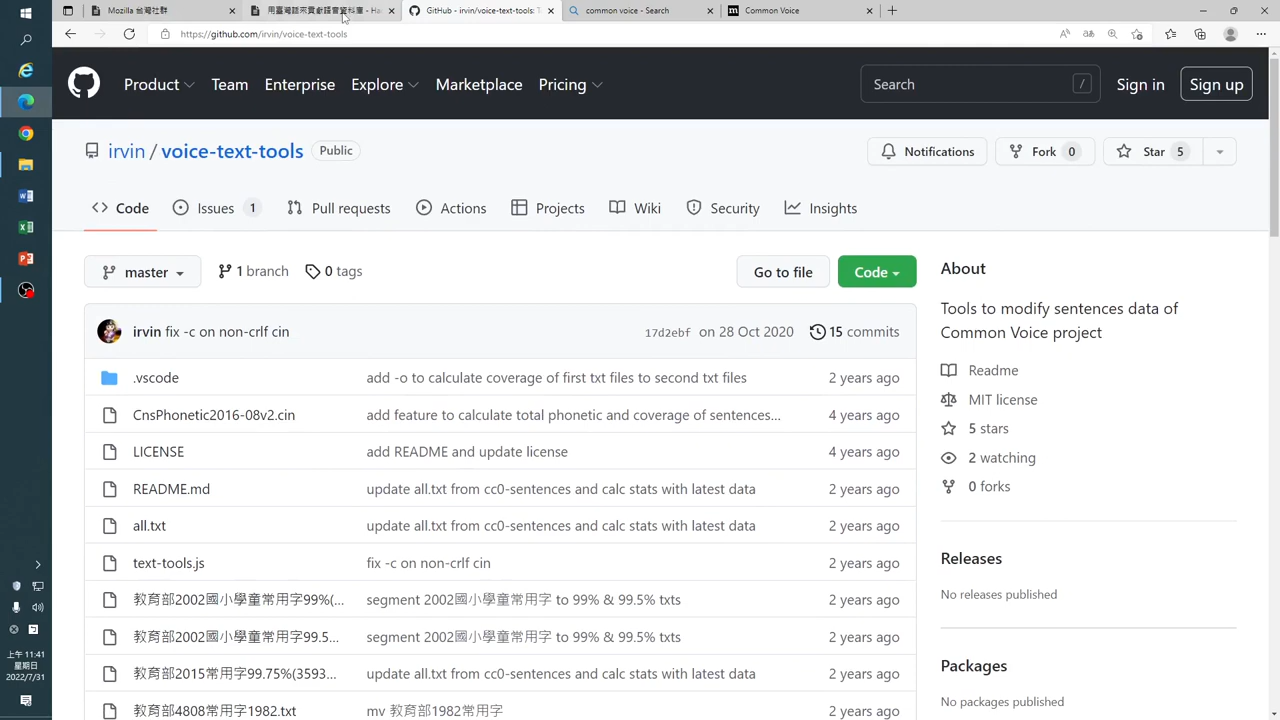 Mozilla 台灣社群
用臺灣話來貢獻語音資料庫 - Ha
GitHub - irvin/voice-text-tools: T
common voice - Search
Common Voice
https://github.com/irvin/voice-text-tools
Product
Team
Enterprise
Explore
Marketplace
Pricing
Search
/
Sign in
Sign up
irvin / voice-text-tools
Public
Notifications
Fork 0
Star 5
Code
Issues 1
Pull requests
Actions
Projects
Wiki
Security
Insights
master
1 branch
0 tags
Go to file
Code
About
Tools to modify sentences data of
Common Voice project
irvin fix -c on non-crlf cin
17d2ebf on 28 Oct 2020
15 commits
.vscode
add -o to calculate coverage of first txt files to second txt files
2 years ago
Readme
CnsPhonetic2016-08v2.cin
add feature to calculate total phonetic and coverage of sentences...
4 years ago
MIT license
5 stars
LICENSE
add README and update license
4 years ago
2 watching
README.md
update all.txt from cc0-sentences and calc stats with latest data
2 years ago
0 forks
all.txt
update all.txt from cc0-sentences and calc stats with latest data
2 years ago
text-tools.js
fix -c on non-crlf cin
2 years ago
Releases
No releases published
教育部2002國小學童常用字99%(...
segment 2002國小學童常用字 to 99% & 99.5% txts
2 years ago
教育部2002國小學童常用字99.5...
segment 2002國小學童常用字 to 99% & 99.5% txts
2 years ago
教育部2015常用字99.75%(3593...
update all.txt from cc0-sentences and calc stats with latest data
2 years ago
Packages
No packages published
教育部4808常用字1982.txt
mv 教育部1982常用字
2 years ago
上午 11:41
星期日
2022/7/31